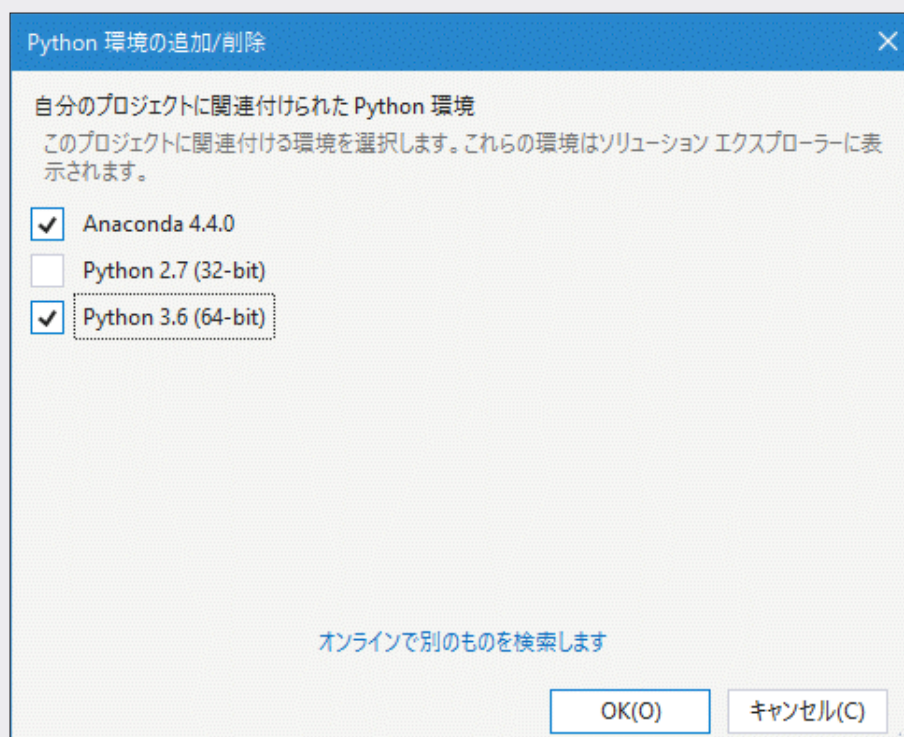 Python 環境の追加/削除
自分のプロジェクトに関連付けられた Python 環境
このプロジェクトに関連付ける環境を選択します。これらの環境はソリューション エクスプローラーに表
示されます。
Anaconda 4.4.0
Python 2.7 (32-bit)
Python 3.6 (64-bit)
オンラインで別のものを検索します
OK(O)
キャンセル(C)